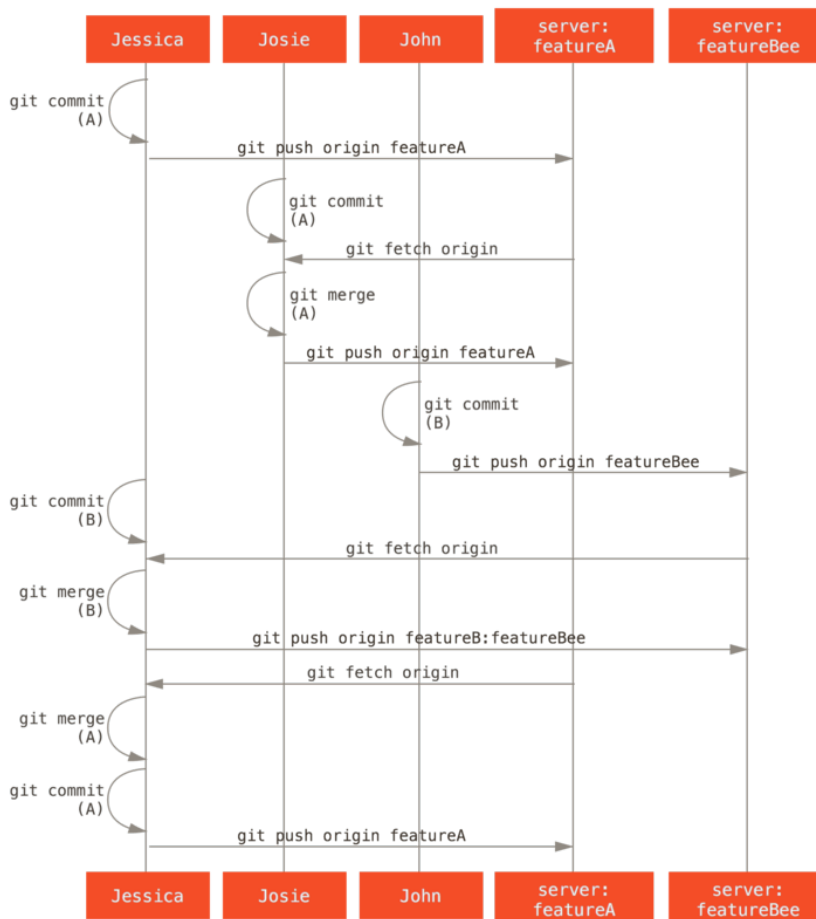 Jessica
Josie
John
server:
featureA
server:
featureBee
git commit
(A)
git push origin featureA
git commit
(A)
git fetch origin
git merge
(A)
git push origin featureA
git commit
(B)
git push origin featureBee
git commit
(B)
git fetch origin
git merge
(B)
git push origin featureB:featureBee
git fetch origin
git merge
(A)
git commit
(A)
git push origin featureA
Jessica
Josie
John
server:
featureA
server:
featureBee